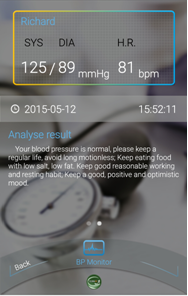 Richard
SYS DIA H.R.
125 / 89 mmHg 81 bpm
2015-05-12 15:52:11
Analyse result
Your blood pressure is normal, please keep a
regular life, avoid long motionless; Keep eating food
with low salt, low fat. Keep good reasonable working
and resting habit, Keep a good, positive and optimistic
mood.
Back
BP Monitor